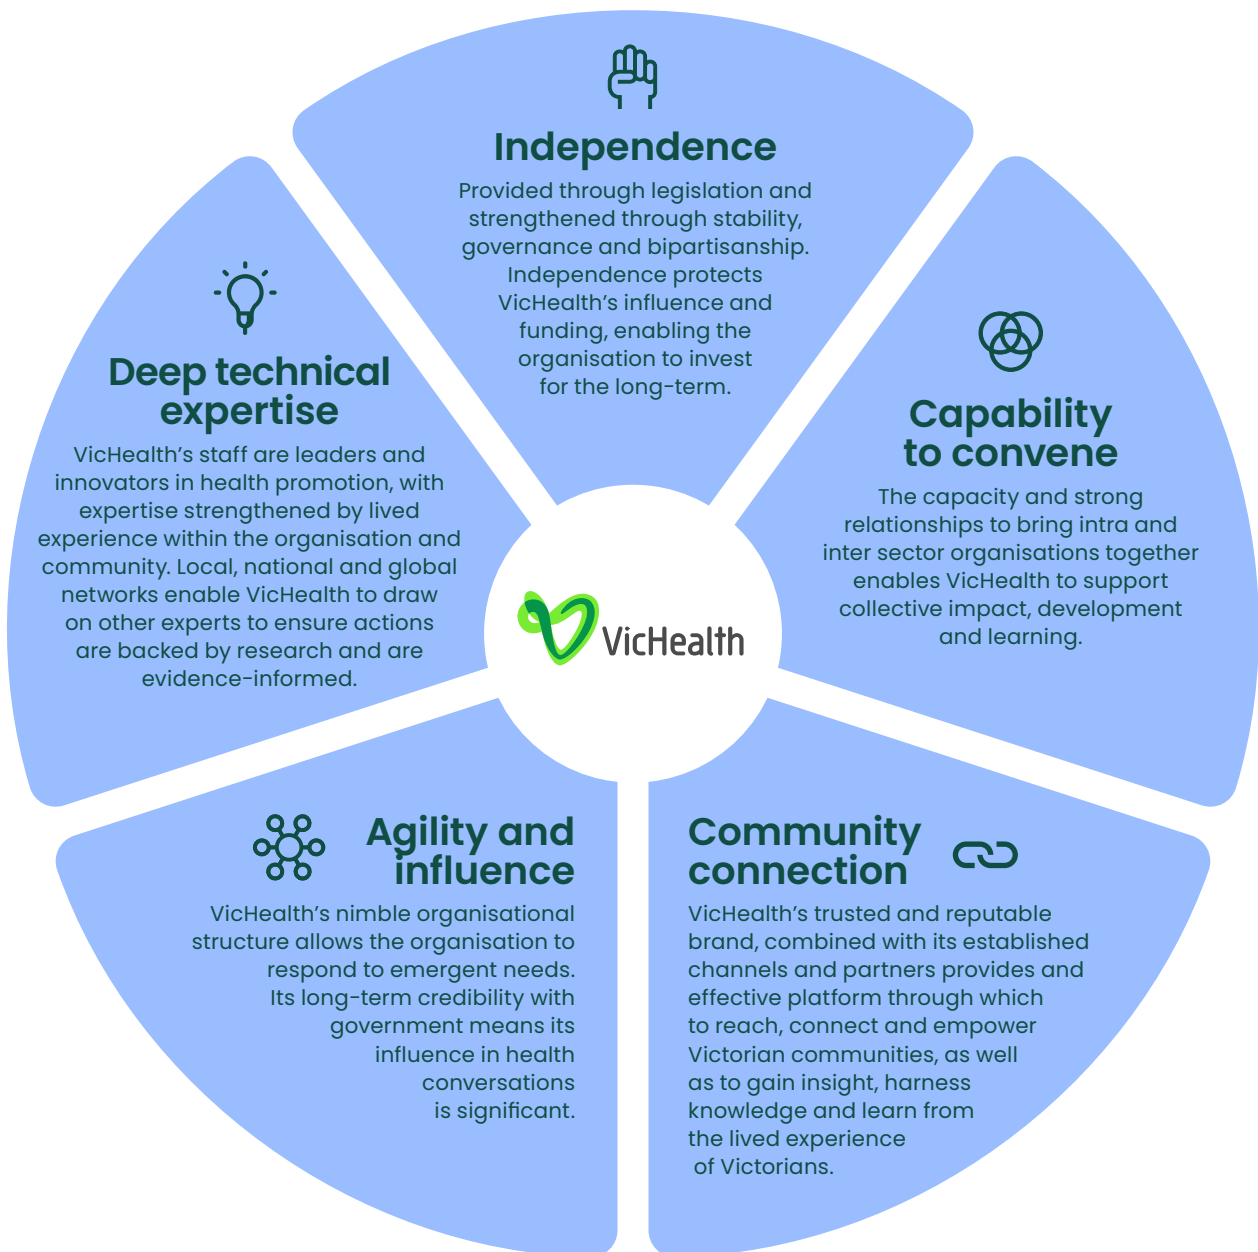 Independence
Provided through legislation and
strengthened through stability,
governance and bipartisanship.
Independence protects
VicHealth’s influence and
funding, enabling the
organisation to invest
for the long-term.
Capability
to convene
The capacity and strong
relationships to bring intra and
inter sector organisations together
enables VicHealth to support
collective impact, development
and learning.
Community
connection
VicHealth’s trusted and reputable
brand, combined with its established
channels and partners provides and
effective platform through which
to reach, connect and empower
Victorian communities, as well
as to gain insight, harness
knowledge and learn from
the lived experience
of Victorians.
Agility and
influence
VicHealth’s nimble organisational
structure allows the organisation to
respond to emergent needs.
Its long-term credibility with
government means its
influence in health
conversations
is significant.
Deep technical
expertise
VicHealth’s staff are leaders and
innovators in health promotion, with
expertise strengthened by lived
experience within the organisation and
community. Local, national and global
networks enable VicHealth to draw
on other experts to ensure actions
are backed by research and are
evidence-informed.
VicHealth